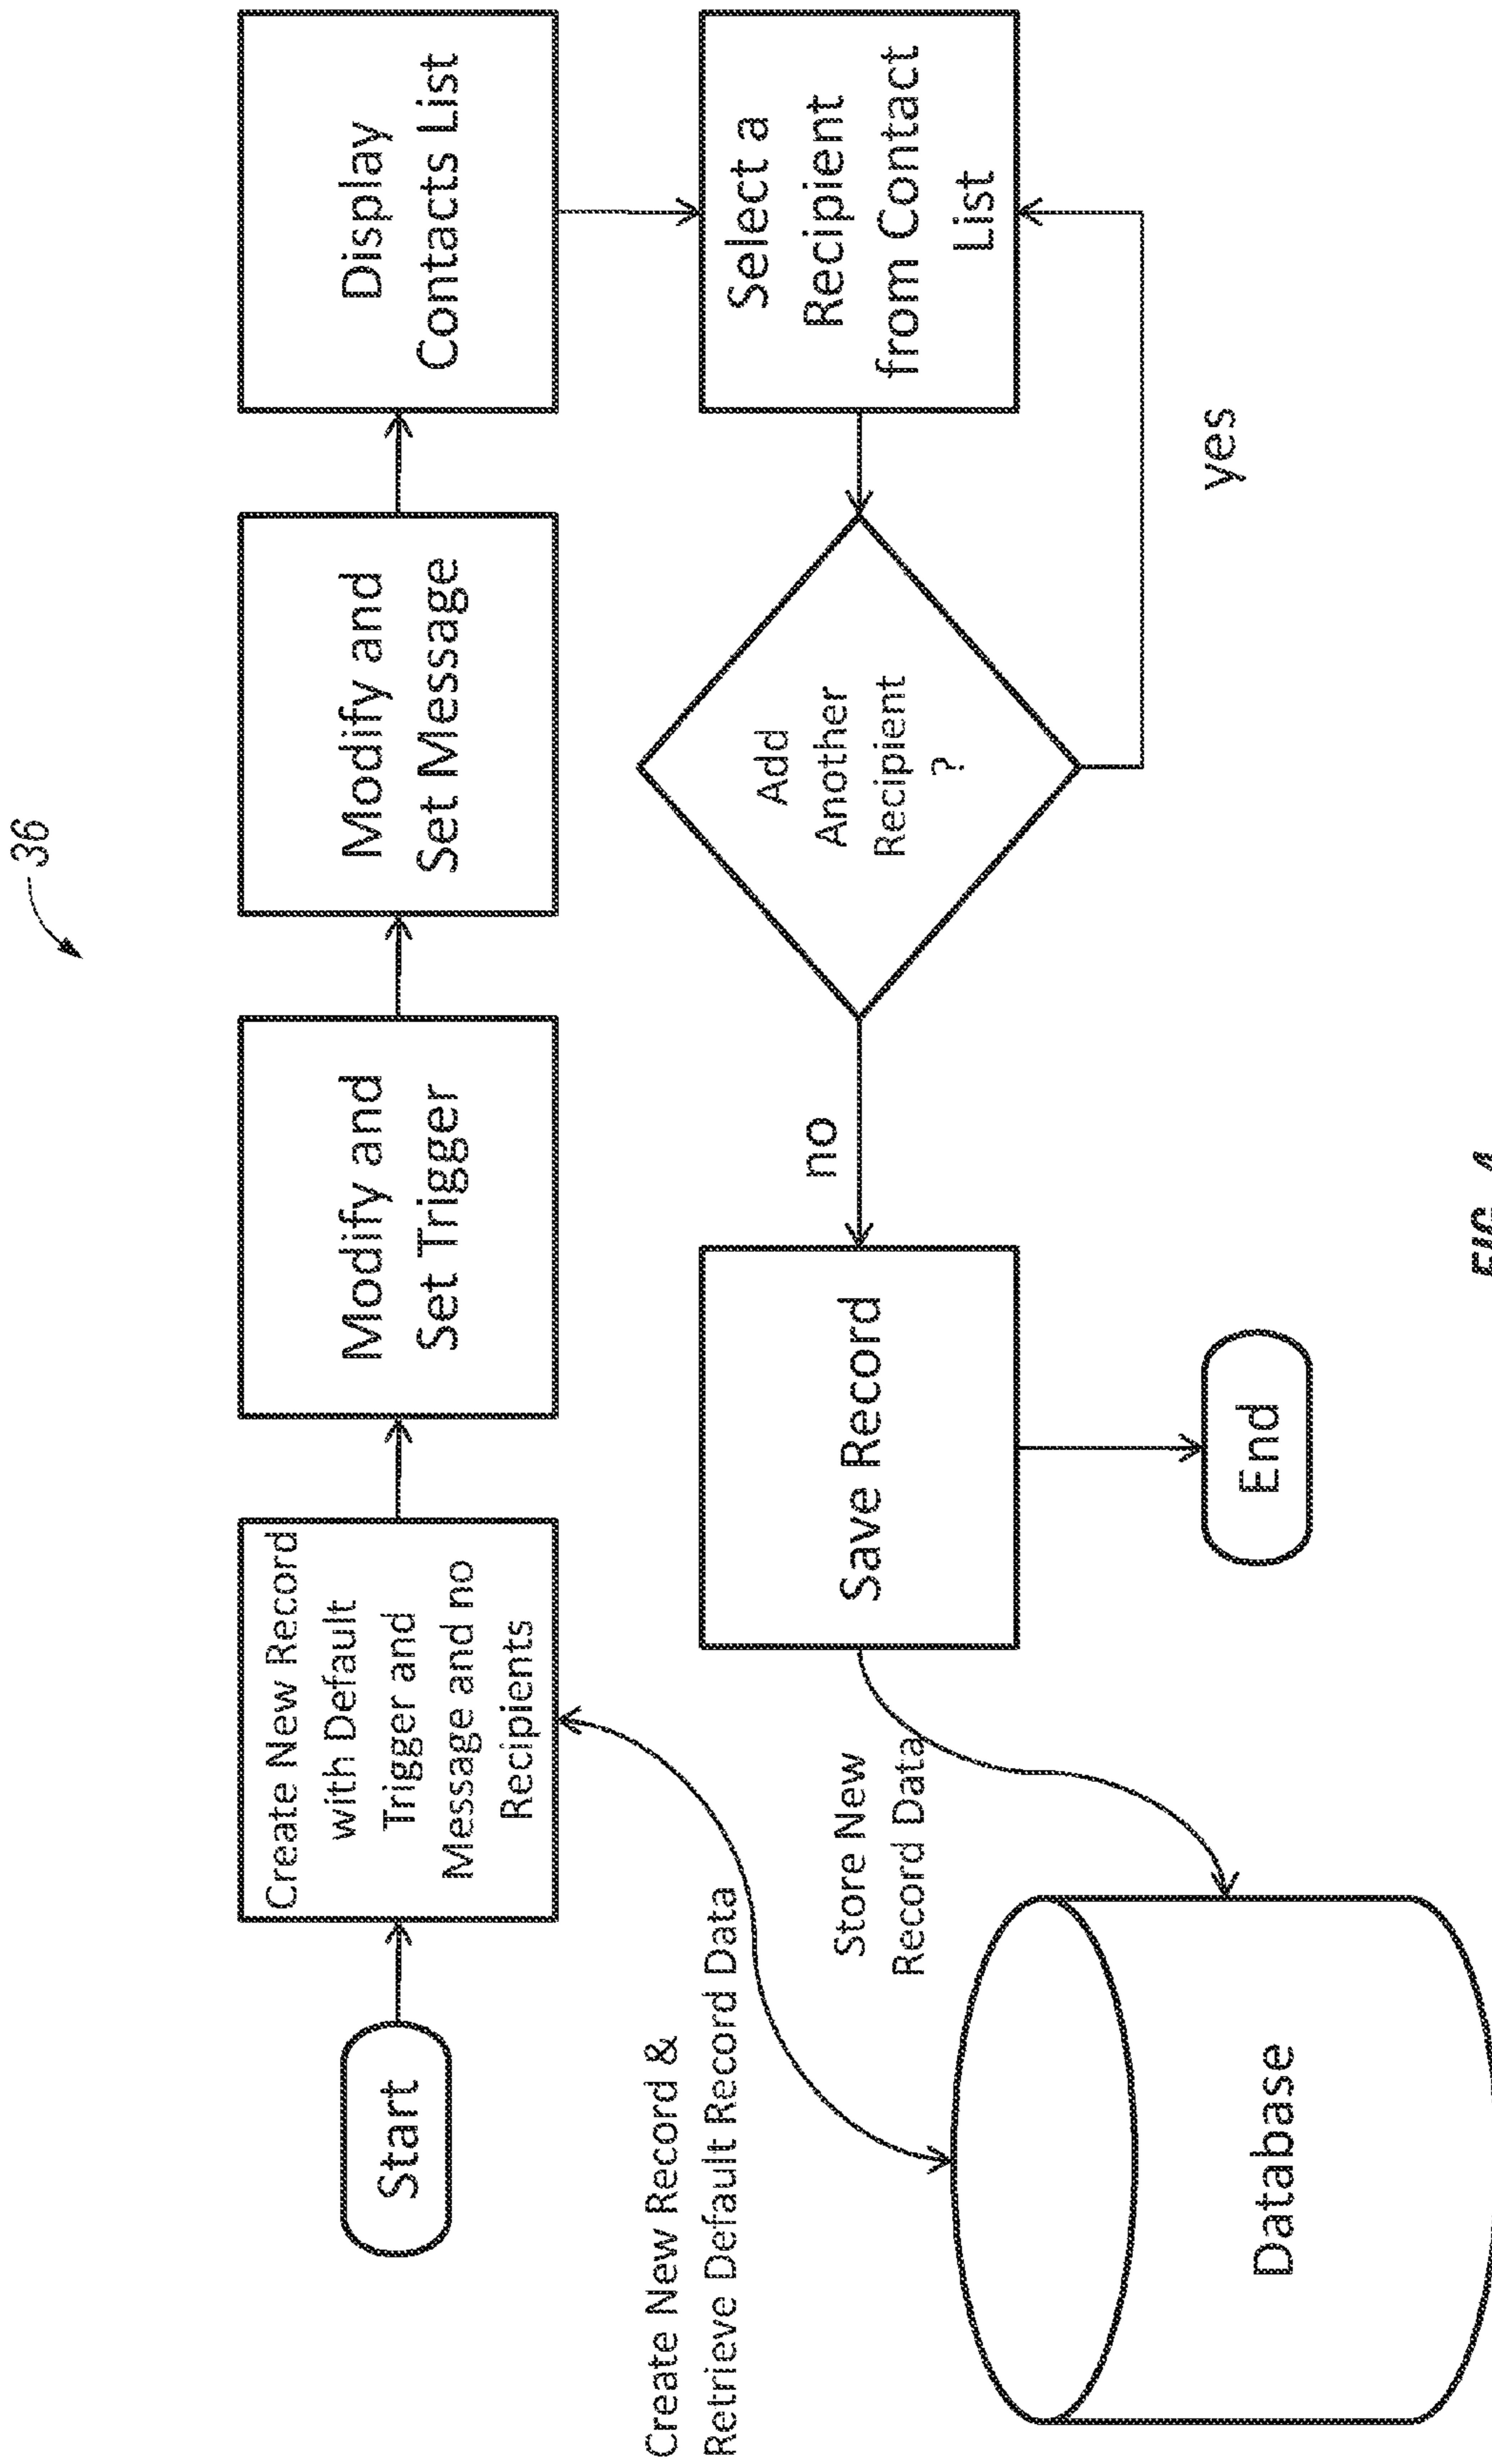 36
Start
Create New Record
with Default
Trigger and
Message and no
Recipients
Modify and
Set Trigger
Modify and
Set Message
Display
Contacts List
Create New Record &
Retrieve Default Record Data
Store New
Record Data
Save Record
no
Add
Another
Recipient
?
Select a
Recipient
from Contact
List
yes
Database
End
FIG. 4